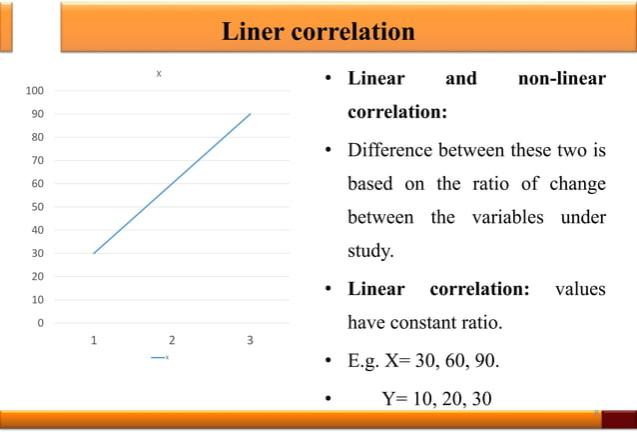 Liner correlation
x
100
90
80
70
60
50
40
30
20
10
0
1 2 3
x
• Linear and non-linear
correlation:
• Difference between these two is
based on the ratio of change
between the variables under
study.
• Linear correlation: values
have constant ratio.
• E.g. X= 30, 60, 90.
• Y= 10, 20, 30